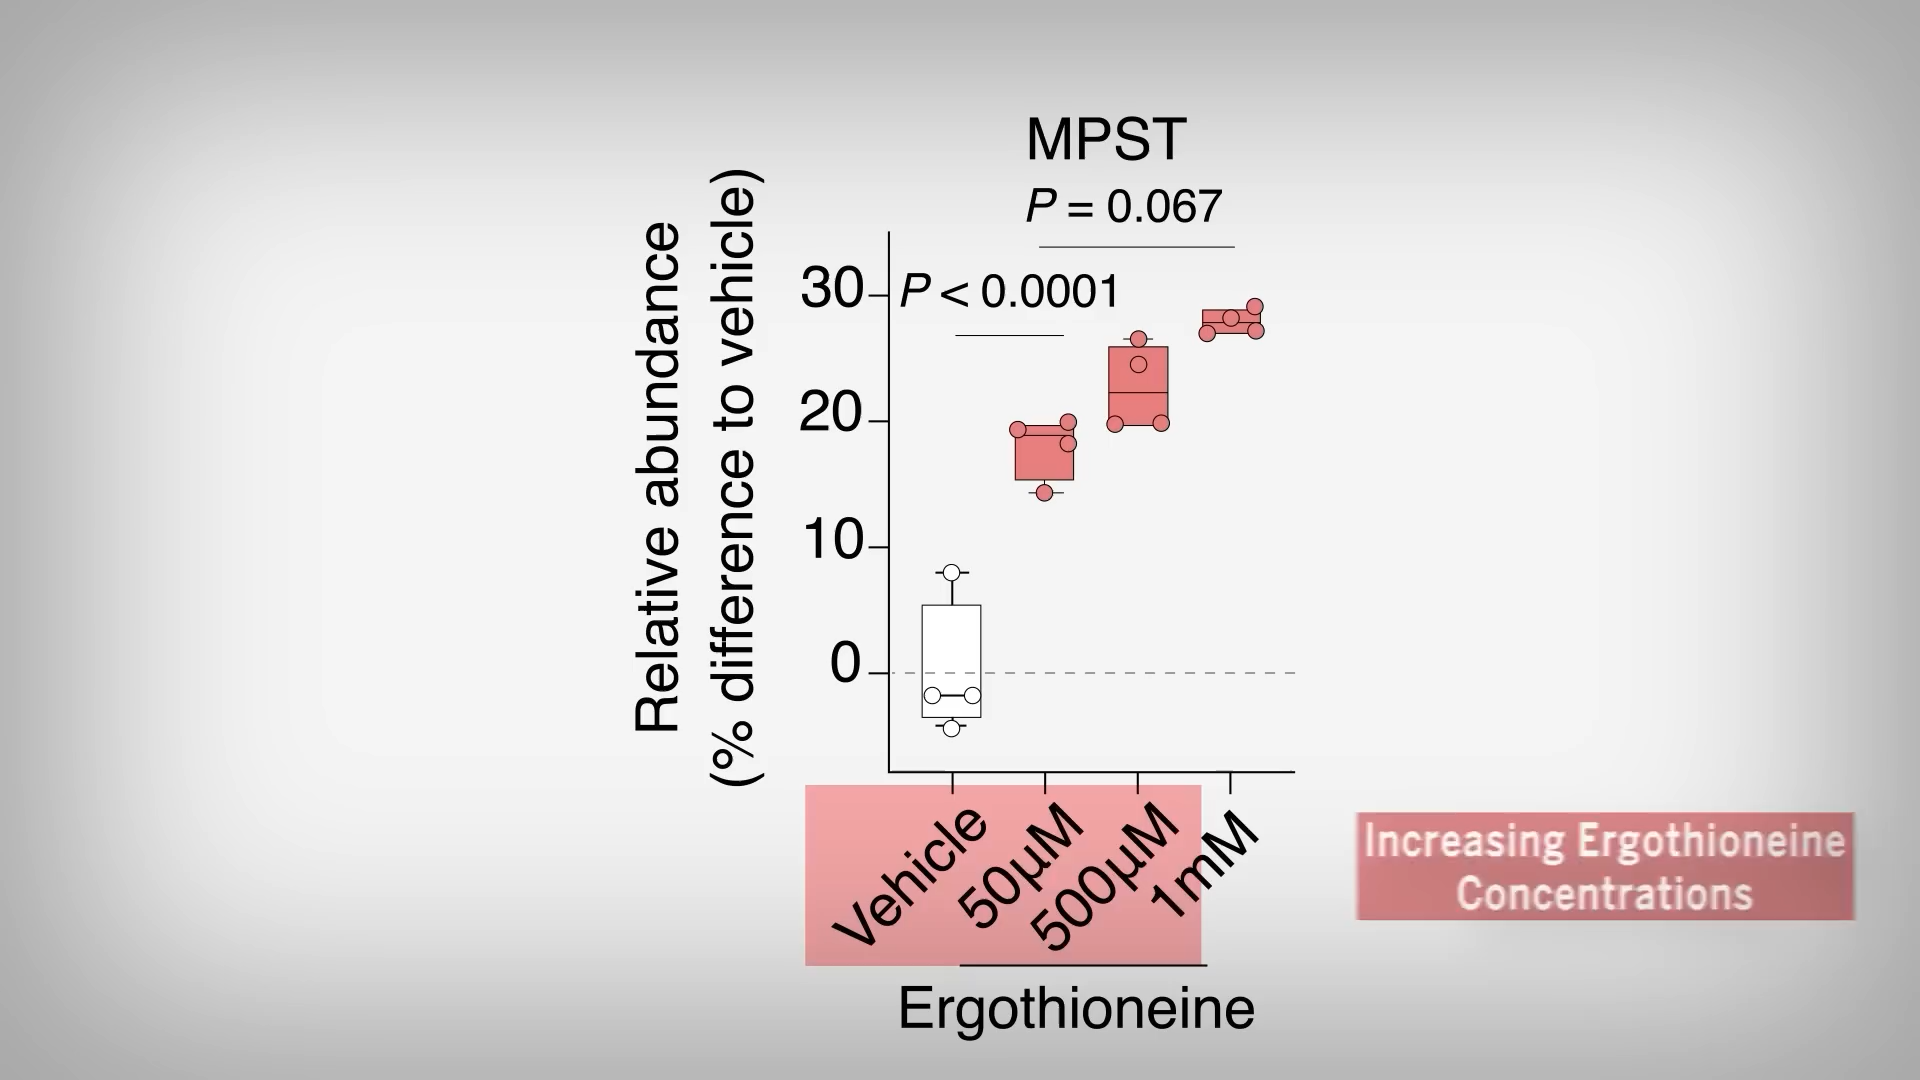 MPST
P = 0.067
P < 0.0001
Relative abundance
(% difference to vehicle)
30
20
10
0
Vehicle
50µM
500µM
1mM
Ergothioneine
Increasing Ergothioneine
Concentrations